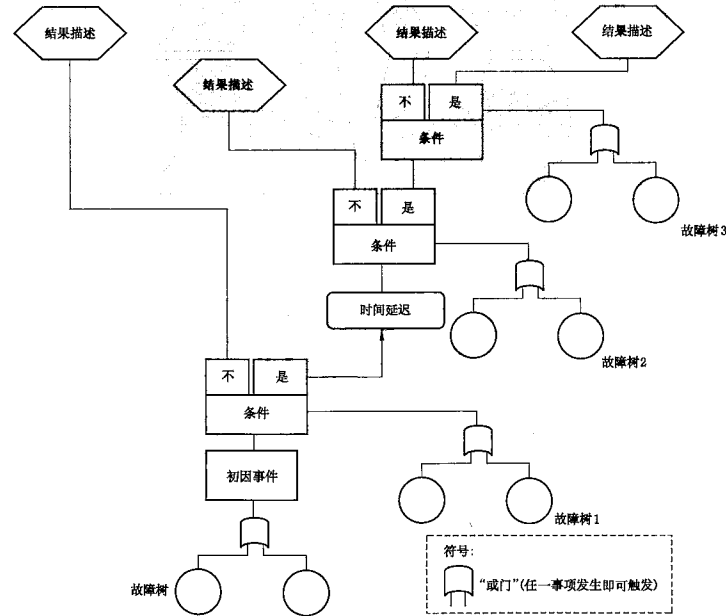 结果描述
结果描述
结果描述
结果描述
不
是
条件
故障树3
不
是
条件
时间延迟
故障树2
不
是
条件
初因事件
故障树1
故障树
符号:
“或门”(任一事项发生即可触发)